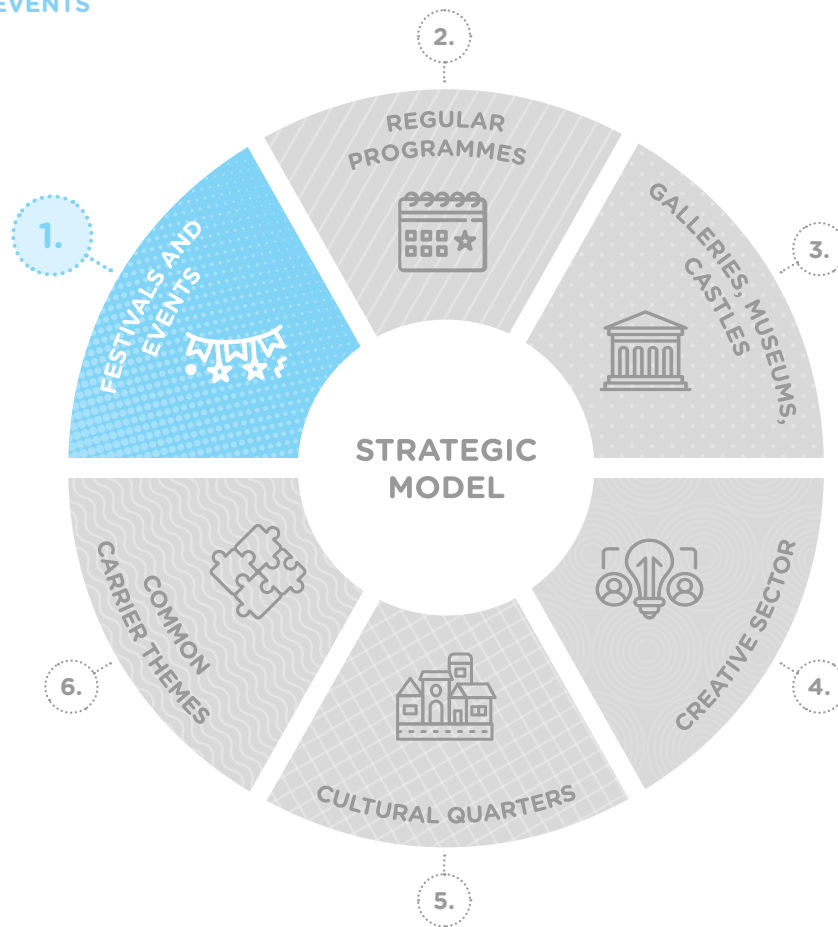 EVENTS
2.
REGULAR
PROGRAMMES
1.
FESTIVALS AND
EVENTS
3.
GALLERIES, MUSEUMS,
CASTLES
STRATEGIC
MODEL
4.
CREATIVE SECTOR
5.
CULTURAL QUARTERS
6.
COMMON
CARRIER THEMES